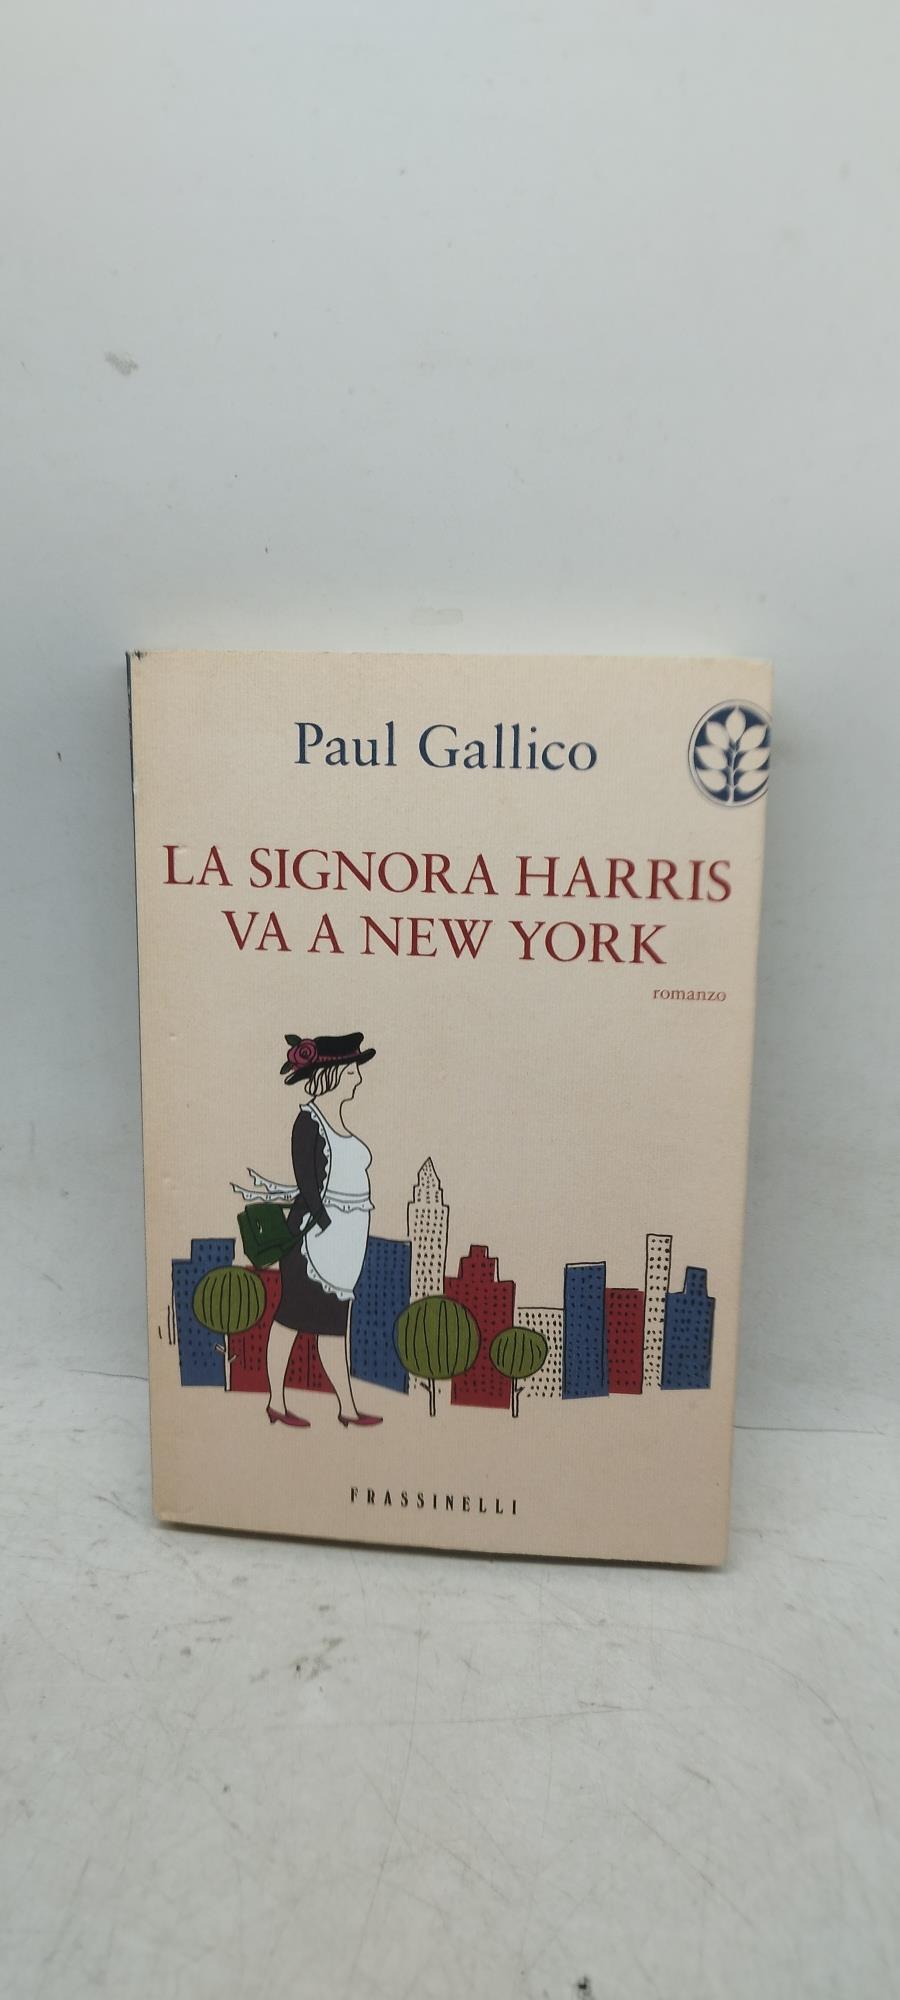 Paul Gallico
LA SIGNORA HARRIS
VA A NEW YORK
romanzo
FRASSINELLI